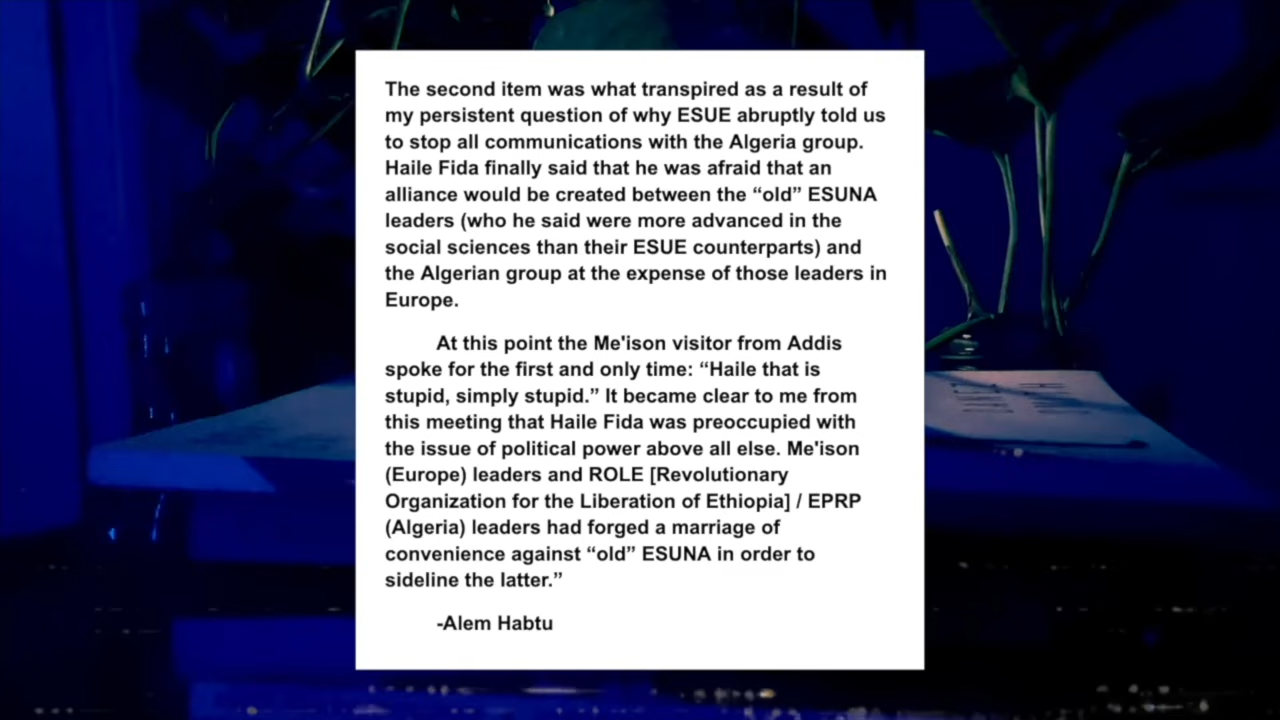 The second item was what transpired as a result of
my persistent question of why ESUE abruptly told us
to stop all communications with the Algeria group.
Haile Fida finally said that he was afraid that an
alliance would be created between the “old” ESUNA
leaders (who he said were more advanced in the
social sciences than their ESUE counterparts) and
the Algerian group at the expense of those leaders in
Europe.
At this point the Me'ison visitor from Addis
spoke for the first and only time: “Haile that is
stupid, simply stupid.” It became clear to me from
this meeting that Haile Fida was preoccupied with
the issue of political power above all else. Me'ison
(Europe) leaders and ROLE [Revolutionary
Organization for the Liberation of Ethiopia] / EPRP
(Algeria) leaders had forged a marriage of
convenience against “old” ESUNA in order to
sideline the latter.”
-Alem Habtu